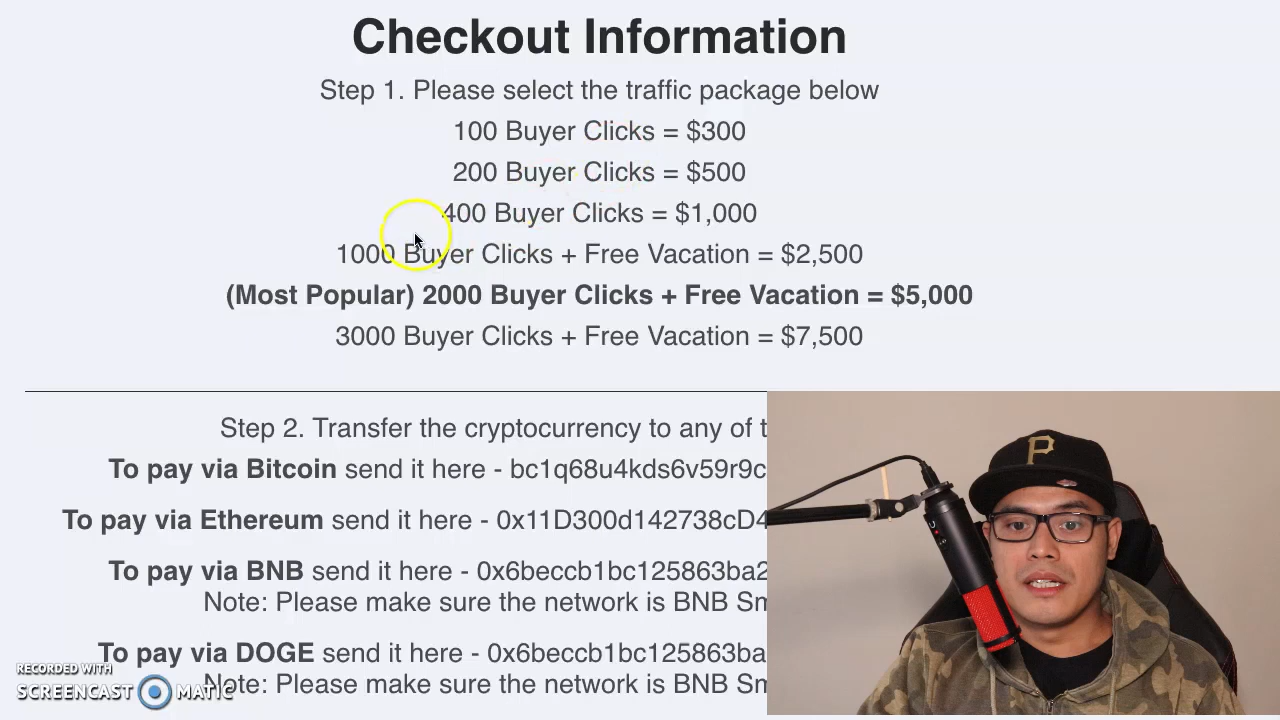 Checkout Information
Step 1. Please select the traffic package below
100 Buyer Clicks = $300
200 Buyer Clicks = $500
400 Buyer Clicks = $1,000
1000 Buyer Clicks + Free Vacation = $2,500
(Most Popular) 2000 Buyer Clicks + Free Vacation = $5,000
3000 Buyer Clicks + Free Vacation = $7,500
Step 2. Transfer the cryptocurrency to any of t
To pay via Bitcoin send it here - bc1q68u4kds6v59r9c
To pay via Ethereum send it here - 0x11D300d142738cD4
To pay via BNB send it here - 0x6beccb1bc125863ba2
Note: Please make sure the network is BNB Sm
To pay via DOGE send it here - 0x6beccb1bc125863ba
Note: Please make sure the network is BNB Sm
RECORDED WITH
SCREENCAST MATIC
P